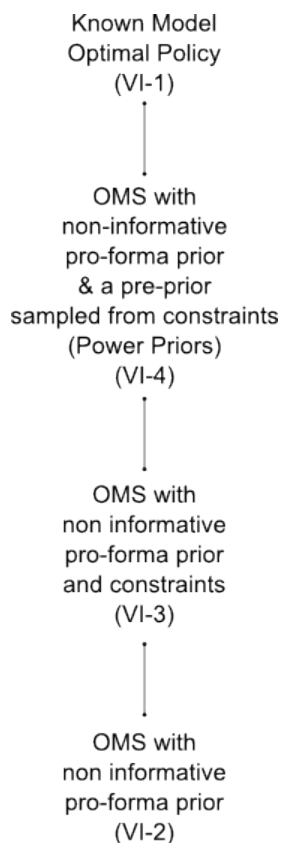 Known Model
Optimal Policy
(VI-1)
OMS with
non-informative
pro-forma prior
& a pre-prior
sampled from constraints
(Power Priors)
(VI-4)
OMS with
non informative
pro-forma prior
and constraints
(VI-3)
OMS with
non informative
pro-forma prior
(VI-2)